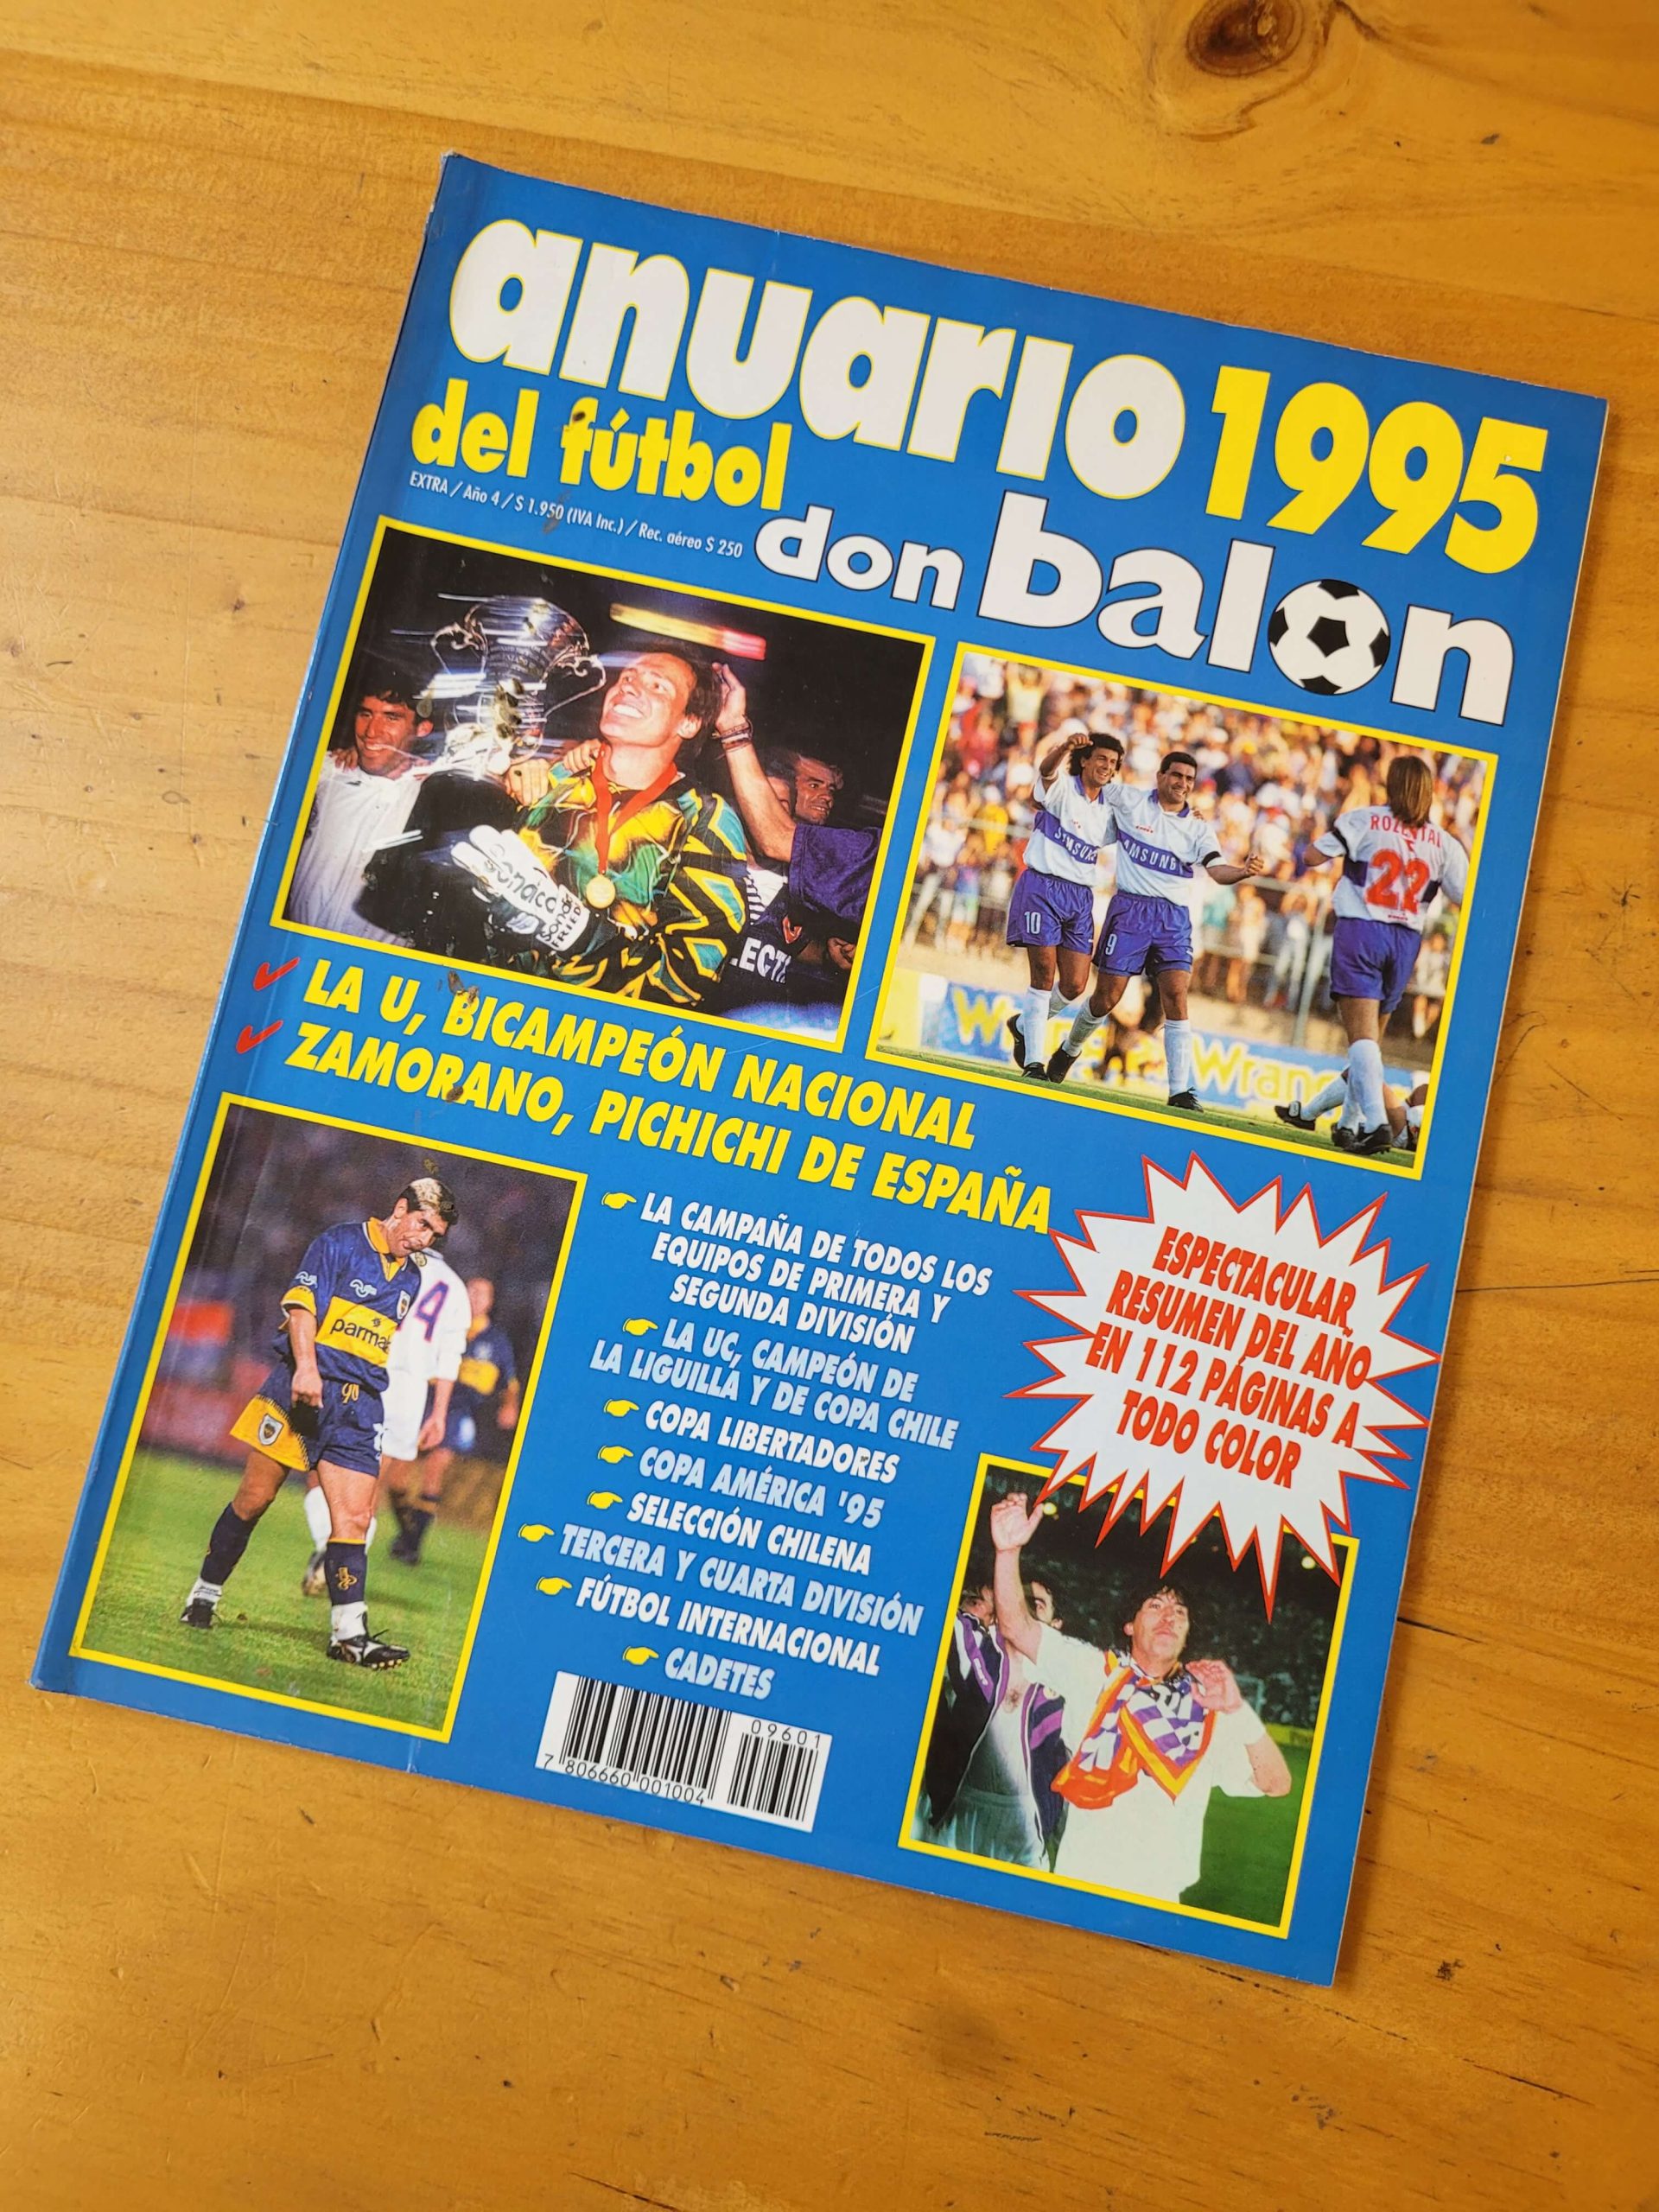 anuario 1995
del fútbol
EXTRA / Año 4 / $ 1.950 (IVA Inc.) / Rec. aéreo $ 250
don balon
SAMSUNG
10
9
ROZENTAL
22
LA U, BICAMPEÓN NACIONAL
ZAMORANO, PICHICHI DE ESPAÑA
LA CAMPAÑA DE TODOS LOS
EQUIPOS DE PRIMERA Y
SEGUNDA DIVISIÓN
LA UC, CAMPEÓN DE
LA LIGUILLA Y DE COPA CHILE
COPA LIBERTADORES
COPA AMÉRICA '95
SELECCIÓN CHILENA
TERCERA Y CUARTA DIVISIÓN
FÚTBOL INTERNACIONAL
CADETES
ESPECTACULAR
RESUMEN DEL AÑO
EN 112 PÁGINAS A
TODO COLOR
4
parmalat
09601
7 806660 001004